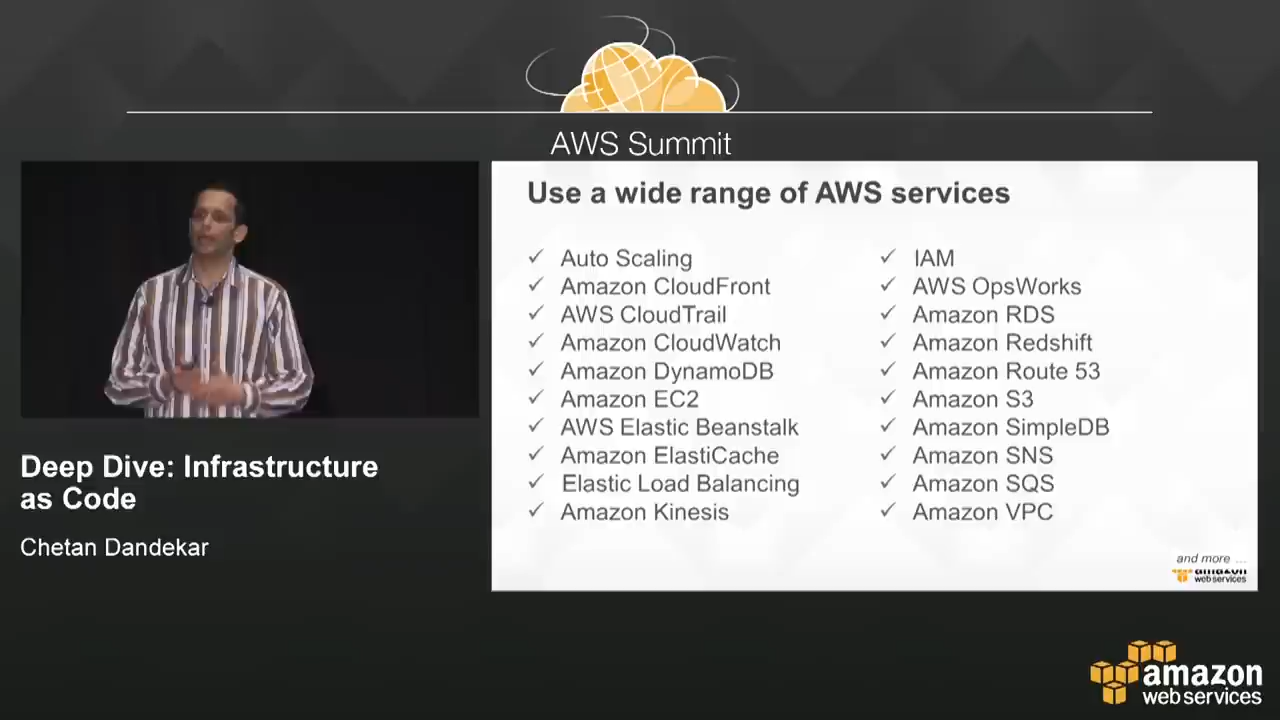 AWS Summit
Use a wide range of AWS services
✓ Auto Scaling
✓ Amazon CloudFront
✓ AWS CloudTrail
✓ Amazon CloudWatch
✓ Amazon DynamoDB
✓ Amazon EC2
✓ AWS Elastic Beanstalk
✓ Amazon ElastiCache
✓ Elastic Load Balancing
✓ Amazon Kinesis
✓ IAM
✓ AWS OpsWorks
✓ Amazon RDS
✓ Amazon Redshift
✓ Amazon Route 53
✓ Amazon S3
✓ Amazon SimpleDB
✓ Amazon SNS
✓ Amazon SQS
✓ Amazon VPC
and more ...
amazon
web services
Deep Dive: Infrastructure
as Code
Chetan Dandekar
amazon
web services